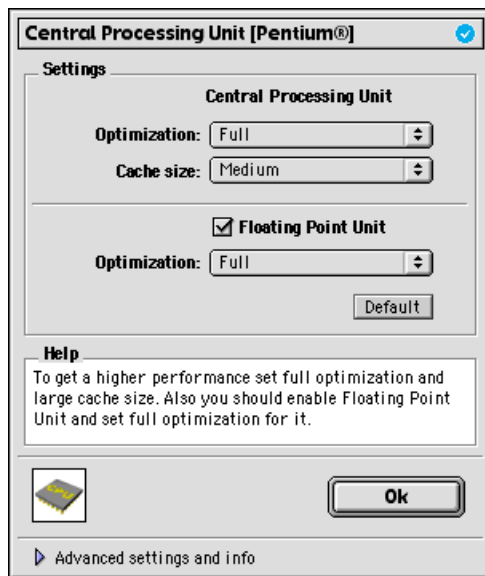 Central Processing Unit [Pentium®]
Settings
Central Processing Unit
Optimization: Full
Cache size: Medium
Floating Point Unit
Optimization: Full
Default
Help
To get a higher performance set full optimization and
large cache size. Also you should enable Floating Point
Unit and set full optimization for it.
CPU
Ok
Advanced settings and info